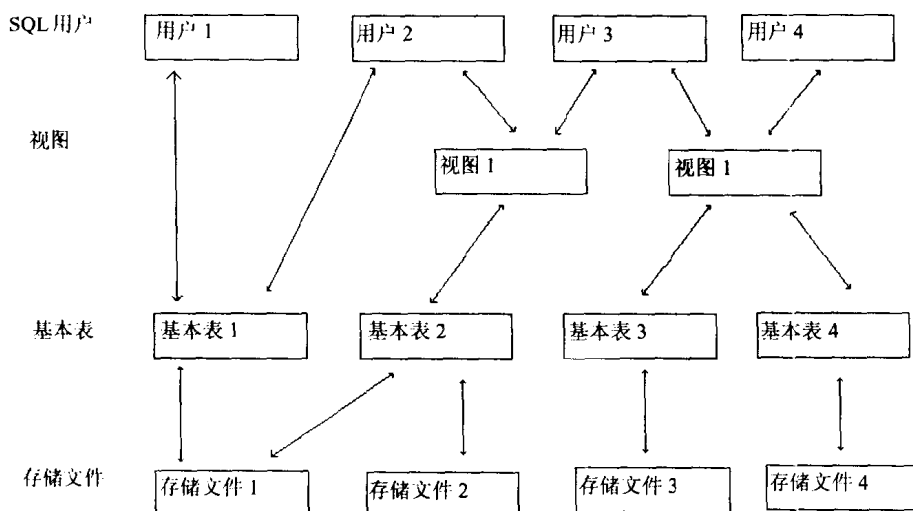 SQL用户 用户 1 用户 2 用户 3 用户 4
视图
视图 1 视图 1
基本表 基本表 1 基本表 2 基本表 3 基本表 4
存储文件 存储文件 1 存储文件 2 存储文件 3 存储文件 4